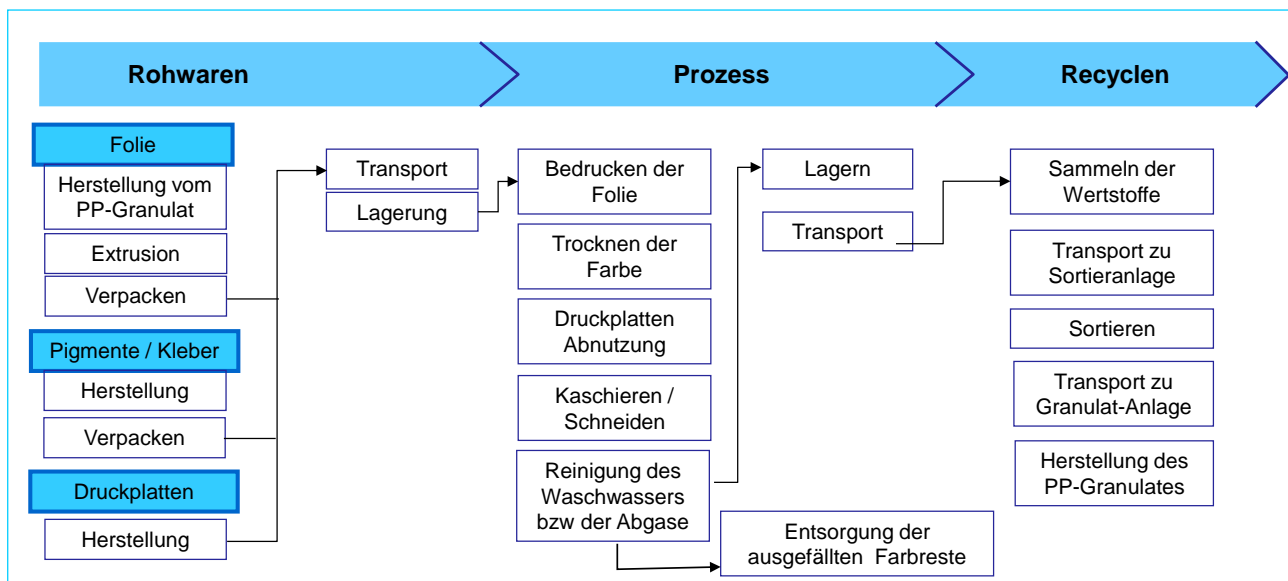 Rohwaren
Prozess
Recyclen
Folie
Herstellung vom
PP-Granulat
Extrusion
Verpacken
Pigmente / Kleber
Herstellung
Verpacken
Druckplatten
Herstellung
Transport
Lagerung
Bedrucken der
Folie
Trocknen der
Farbe
Druckplatten
Abnutzung
Kaschieren /
Schneiden
Reinigung des
Waschwassers
bzw der Abgase
Entsorgung der
ausgefällten Farbreste
Lagern
Transport
Sammeln der
Wertstoffe
Transport zu
Sortieranlage
Sortieren
Transport zu
Granulat-Anlage
Herstellung des
PP-Granulates